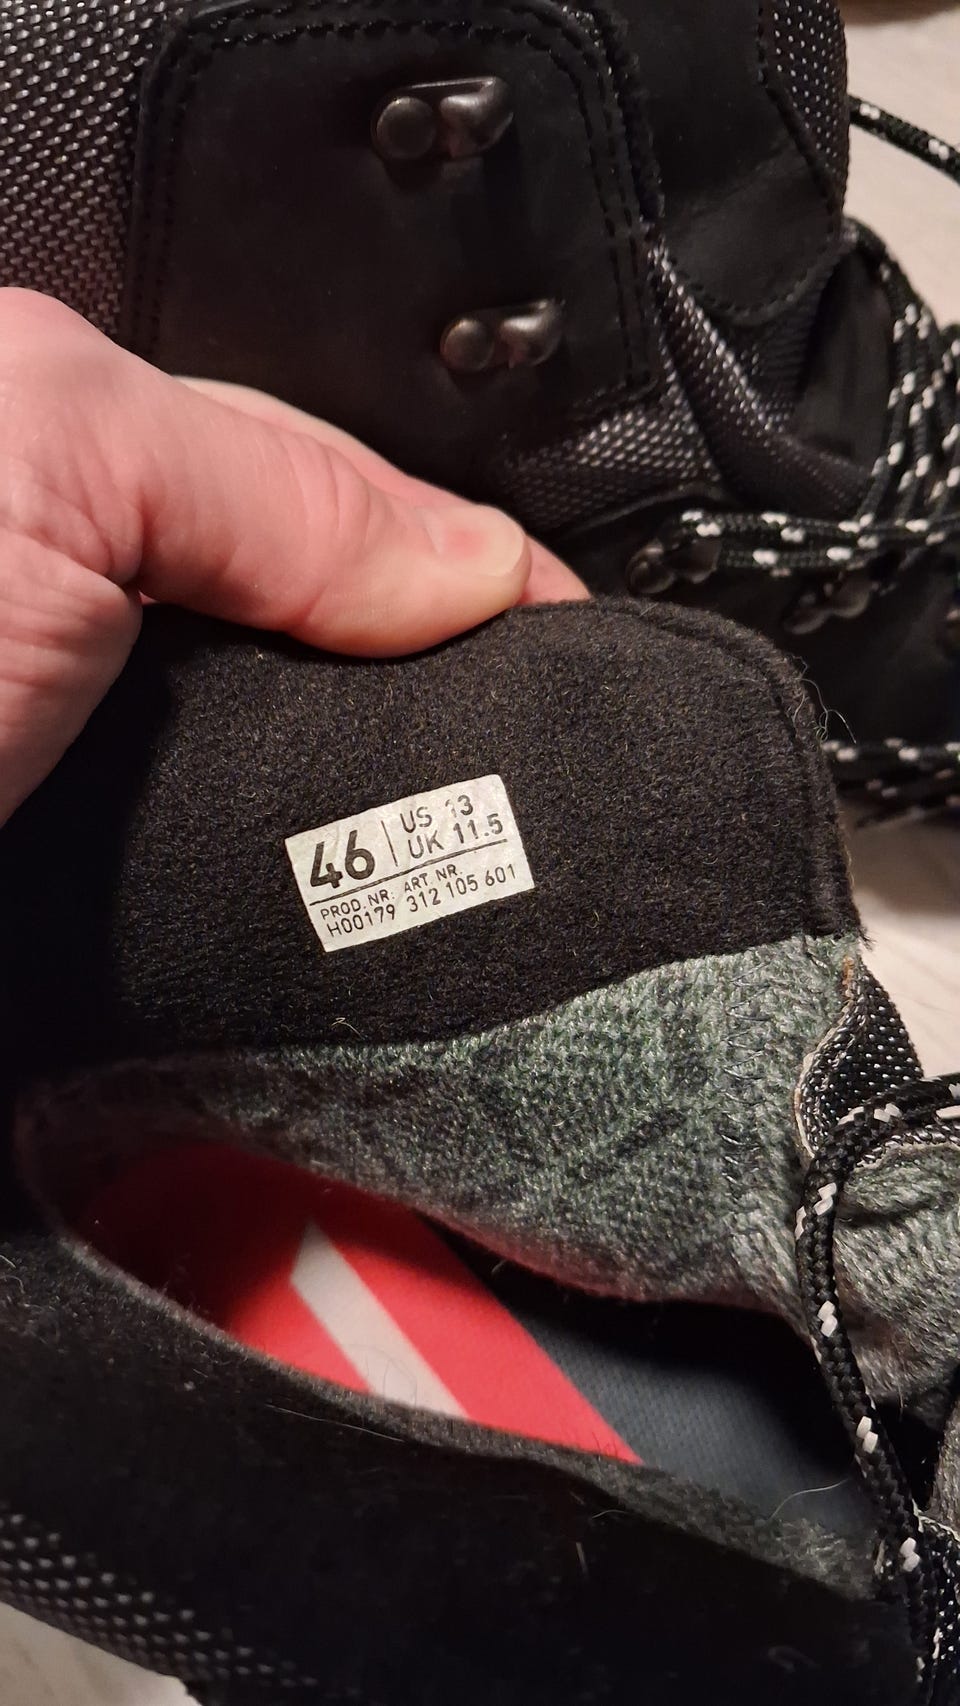 46 | US 13
UK 11.5
PROD. NR. ART. NR.
H00179 312 105 601